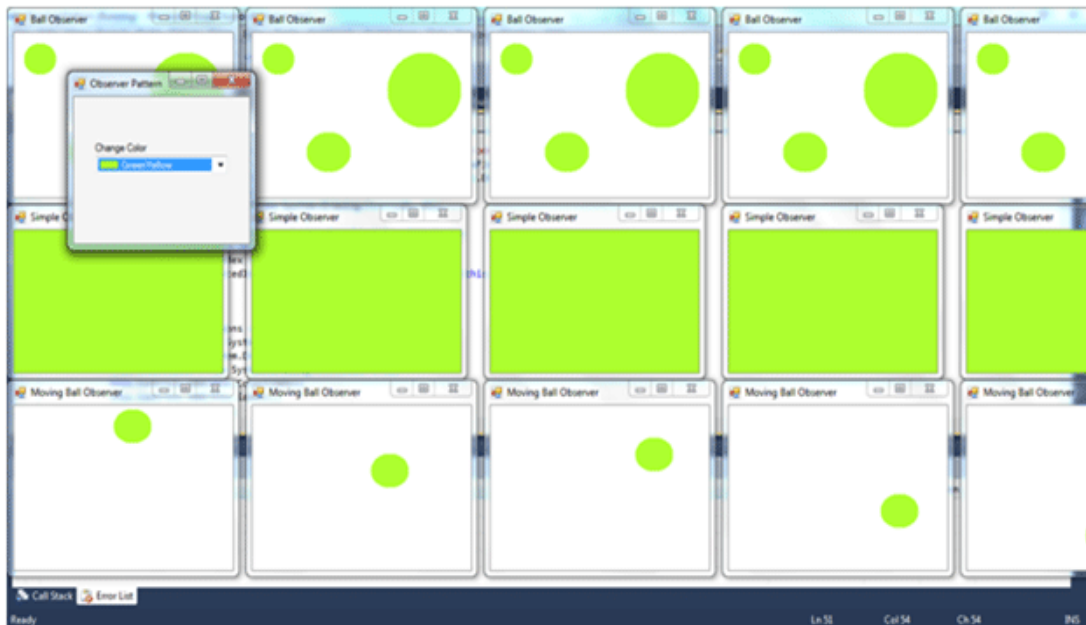 Ball Observer
Ball Observer
Ball Observer
Ball Observer
Ball Observer
Observer Pattern
Change Color
GreenYellow
Simple O
Simple Observer
Simple Observer
Simple Observer
Simple Observer
Moving Ball Observer
Moving Ball Observer
Moving Ball Observer
Moving Ball Observer
Moving Ball Observer
Call Stack Error List
Ready Ln 51 Col 54 Ch 54 INS